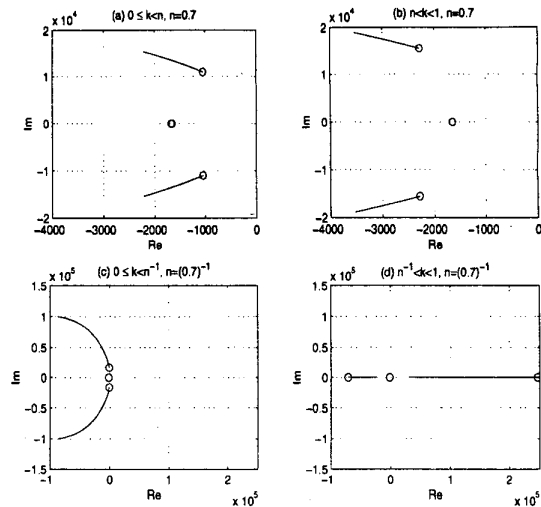 (a) 0 ≤ k<n, n=0.7
x 10^4
2
1
0
-1
-2
Im
-4000 -3000 -2000 -1000 0
Re
(b) n<k<1, n=0.7
x 10^4
2
1
0
-1
-2
Im
-4000 -3000 -2000 -1000 0
Re
(c) 0 ≤ k<n^-1, n=(0.7)^-1
x 10^5
1.5
1
0.5
0
-0.5
-1
-1.5
Im
-1 0 1 2
Re
x 10^5
(d) n^-1<k<1, n=(0.7)^-1
x 10^5
1.5
1
0.5
0
-0.5
-1
-1.5
Im
-1 0 1 2
Re
x 10^5